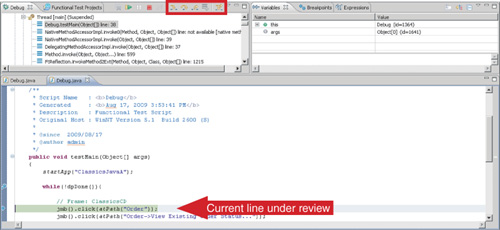 Debug
Functional Test Projects
Thread [main] (Suspended)
Debug.testMain(Object[]) line: 38
NativeMethodAccessorImpl.invoke0(Method, Object, Object[]) line: not available [native met
NativeMethodAccessorImpl.invoke(Object, Object[]) line: 39
DelegatingMethodAccessorImpl.invoke(Object, Object[]) line: 37
Method.invoke(Object, Object...) line: 599
FtReflection.invokeMethodIExt(Method, Object, Class, Object[]) line: 1215
Variables
Breakpoints
Expressions
Name
Value
this
Debug (id=1364)
args
Object[0] (id=1641)
Debug.java
Debug.java
/**
* Script Name : <b>Debug</b>
* Generated : <b>Aug 17, 2009 3:53:41 PM</b>
* Description : Functional Test Script
* Original Host : WinNT Version 5.1 Build 2600 (S)
*
* @since 2009/08/17
* @author admin
*/
public void testMain(Object[] args)
{
startApp("ClassicsJavaA");
while(!dpDone()){
// Frame: ClassicsCD
jmb().click(atPath("Order"));
jmb().click(atPath("Order->View Existing Order Status..."));
Current line under review